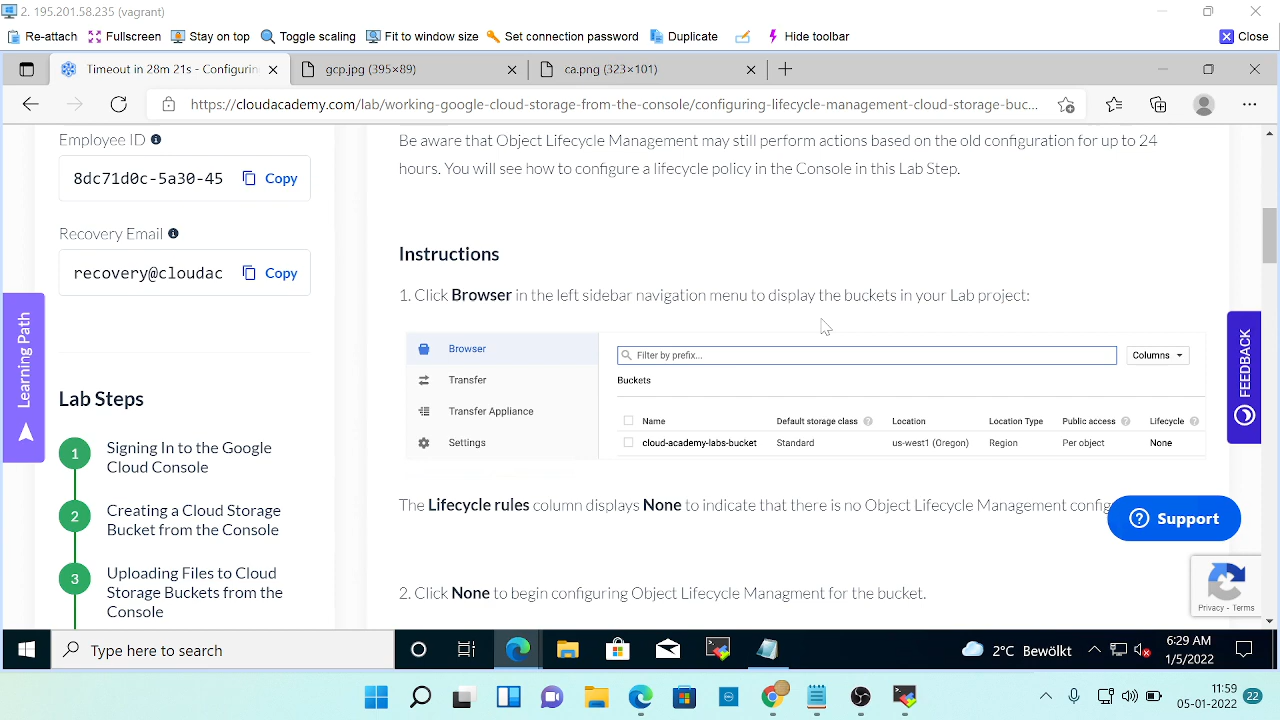 2. 195.201.58.235 (vagrant)
Re-attach Fullscreen Stay on top Toggle scaling Fit to window size Set connection password Duplicate Hide toolbar Close
Timeout in 28m 21s - Configurin gcp.jpg (395×89) ca.png (323×101)
https://cloudacademy.com/lab/working-google-cloud-storage-from-the-console/configuring-lifecycle-management-cloud-storage-buc...
Employee ID
8dc71d0c-5a30-45 Copy
Recovery Email
recovery@cloudac Copy
Learning Path
Lab Steps
1 Signing In to the Google
Cloud Console
2 Creating a Cloud Storage
Bucket from the Console
3 Uploading Files to Cloud
Storage Buckets from the
Console
Be aware that Object Lifecycle Management may still perform actions based on the old configuration for up to 24
hours. You will see how to configure a lifecycle policy in the Console in this Lab Step.
Instructions
1. Click Browser in the left sidebar navigation menu to display the buckets in your Lab project:
Browser
Transfer
Transfer Appliance
Settings
Filter by prefix... Columns
Buckets
Name Default storage class Location Location Type Public access Lifecycle
cloud-academy-labs-bucket Standard us-west1 (Oregon) Region Per object None
The Lifecycle rules column displays None to indicate that there is no Object Lifecycle Management config
2. Click None to begin configuring Object Lifecycle Managment for the bucket.
FEEDBACK
Support
Privacy - Terms
Type here to search
2°C Bewölkt
6:29 AM
1/5/2022
11:59
05-01-2022
22